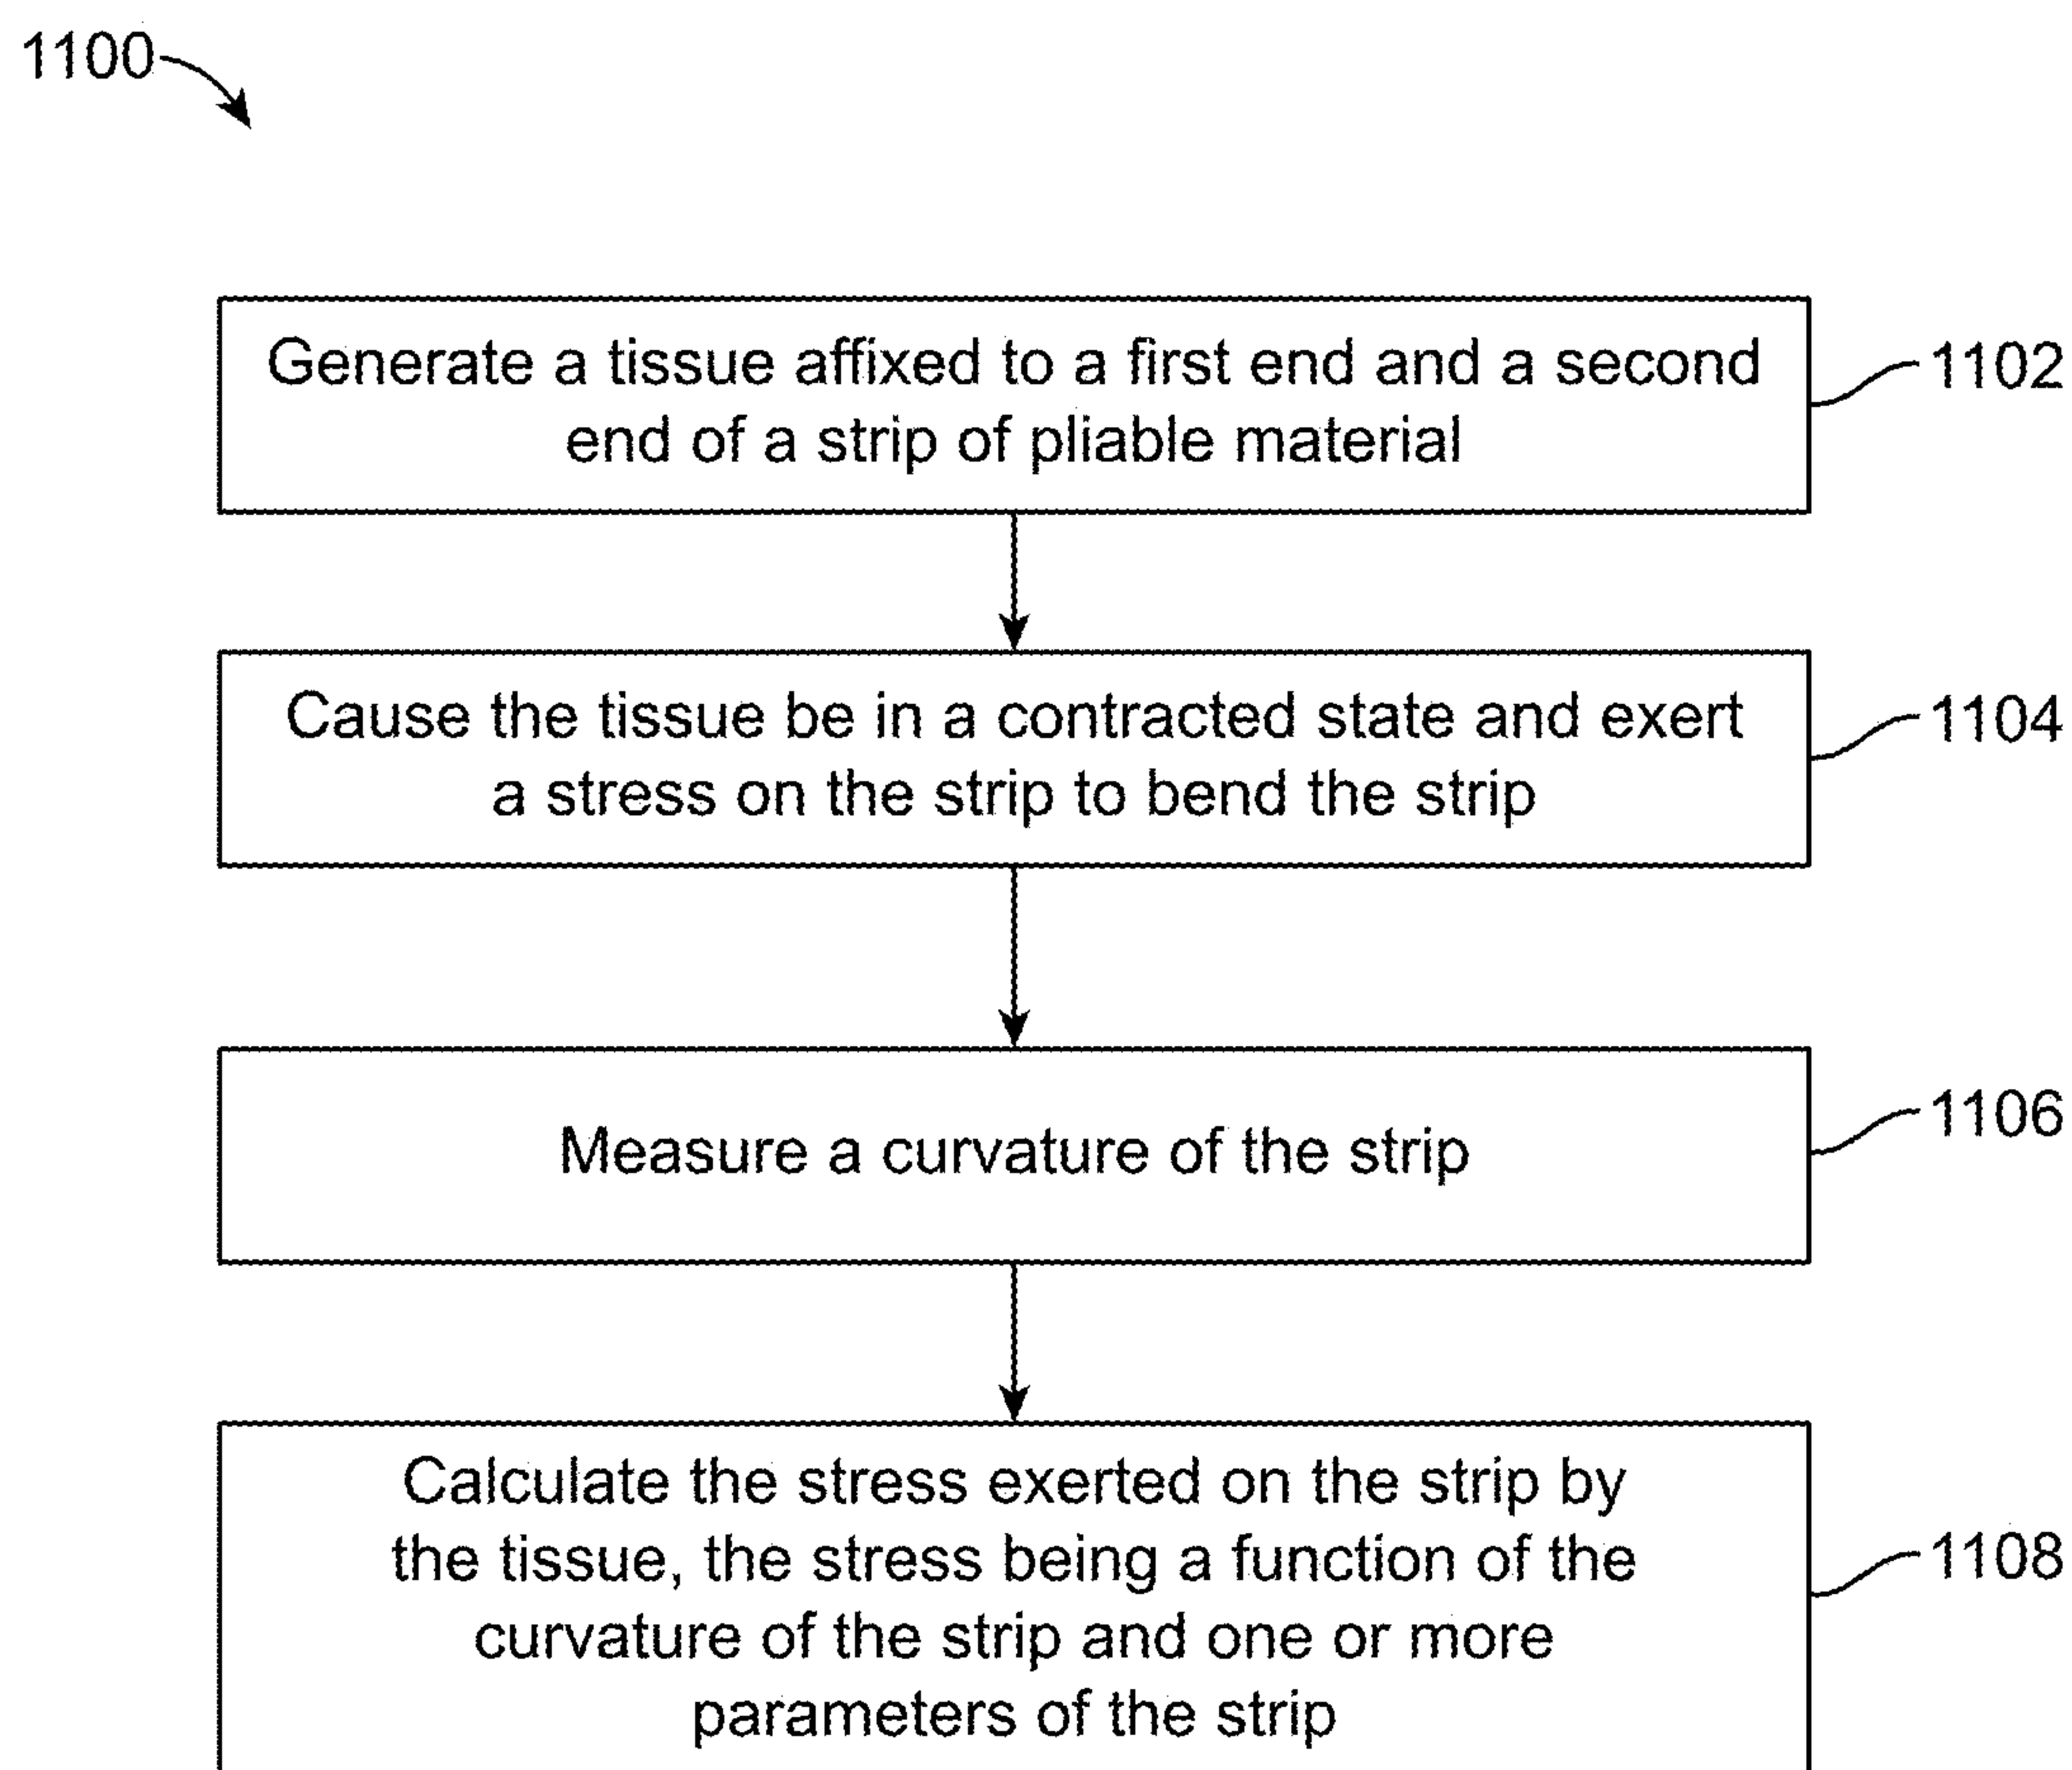 1100
Generate a tissue affixed to a first end and a second
end of a strip of pliable material
1102
Cause the tissue be in a contracted state and exert
a stress on the strip to bend the strip
1104
Measure a curvature of the strip
1106
Calculate the stress exerted on the strip by
the tissue, the stress being a function of the
curvature of the strip and one or more
parameters of the strip
1108